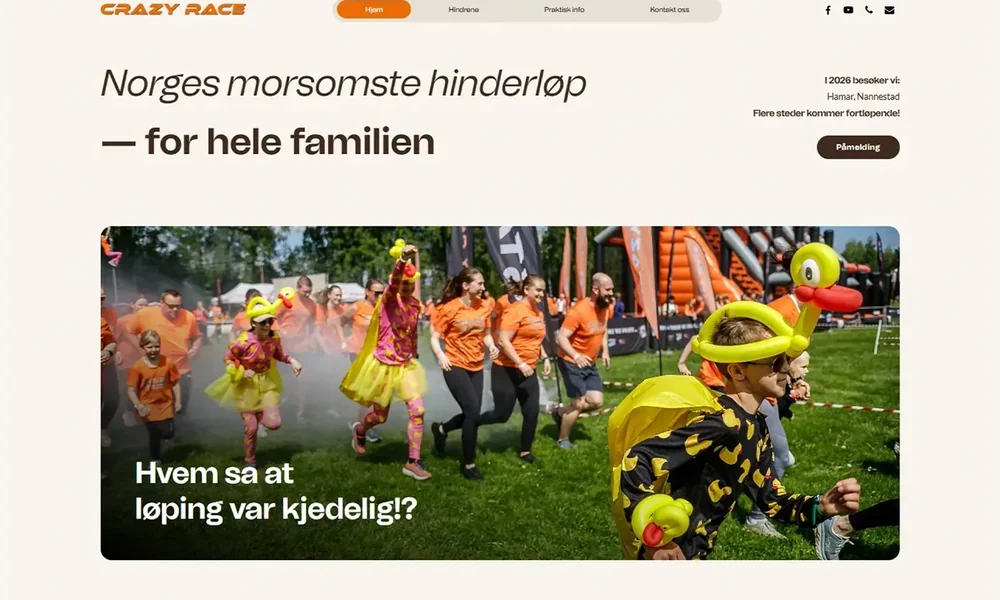 CRAZY RACE
Hjem
Hindrene
Praktisk info
Kontakt oss
Norges morsomste hinderløp
— for hele familien
I 2026 besøker vi:
Hamar, Nannestad
Flere steder kommer fortløpende!
Påmelding
Hvem sa at
løping var kjedelig!?